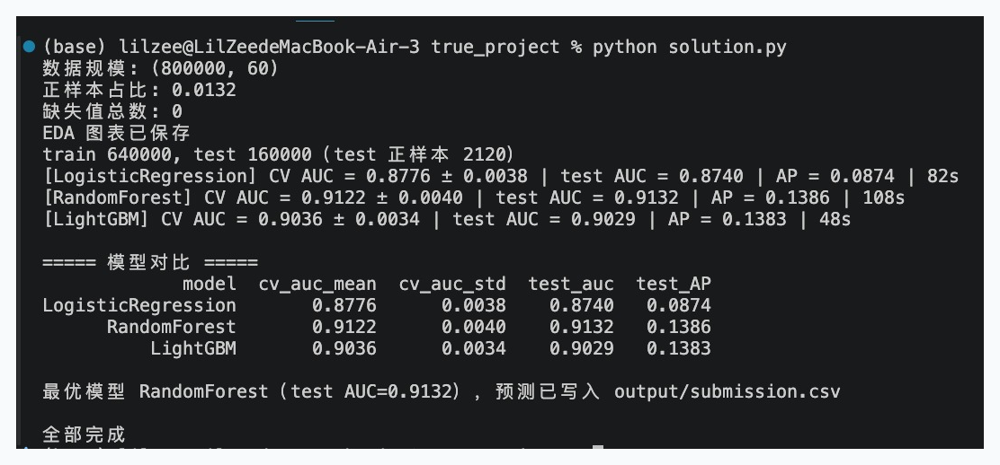 (base) lilzee@LilZeedeMacBook-Air-3 true_project % python solution.py
数据规模: (800000, 60)
正样本占比: 0.0132
缺失值总数: 0
EDA 图表已保存
train 640000, test 160000 (test 正样本 2120)
[LogisticRegression] CV AUC = 0.8776 ± 0.0038 | test AUC = 0.8740 | AP = 0.0874 | 82s
[RandomForest] CV AUC = 0.9122 ± 0.0040 | test AUC = 0.9132 | AP = 0.1386 | 108s
[LightGBM] CV AUC = 0.9036 ± 0.0034 | test AUC = 0.9029 | AP = 0.1383 | 48s
===== 模型对比 =====
model cv_auc_mean cv_auc_std test_auc test_AP
LogisticRegression 0.8776 0.0038 0.8740 0.0874
RandomForest 0.9122 0.0040 0.9132 0.1386
LightGBM 0.9036 0.0034 0.9029 0.1383
最优模型 RandomForest（test AUC=0.9132）, 预测已写入 output/submission.csv
全部完成